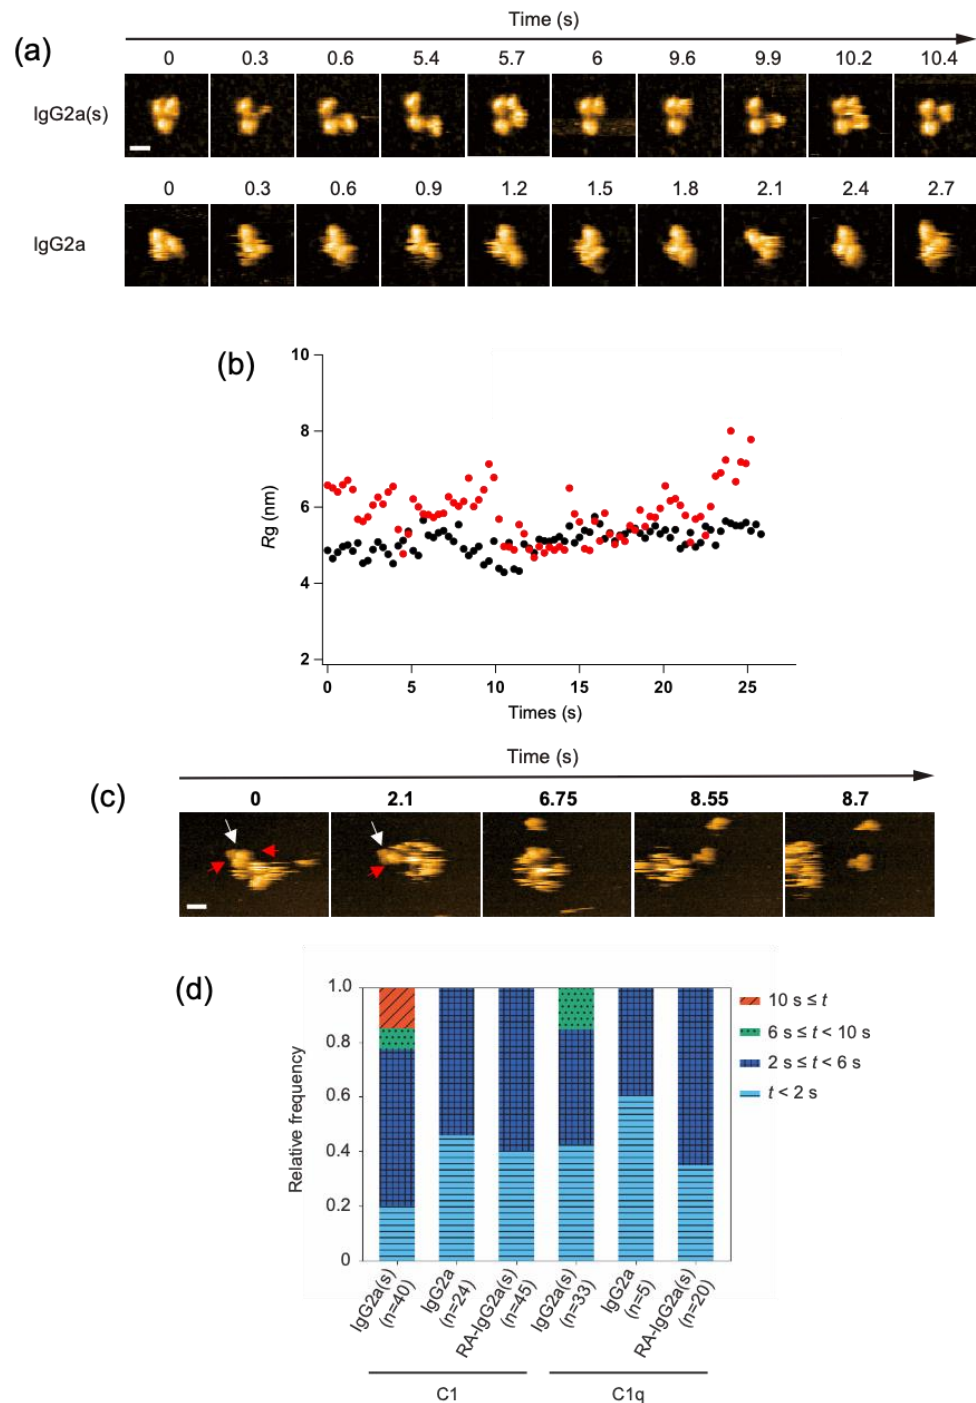 Time (s)
(a)
0 0.3 0.6 5.4 5.7 6 9.6 9.9 10.2 10.4
IgG2a(s)
0 0.3 0.6 0.9 1.2 1.5 1.8 2.1 2.4 2.7
IgG2a
(b)
10
8
6
4
2
Rg (nm)
0 5 10 15 20 25
Times (s)
Time (s)
(c)
0 2.1 6.75 8.55 8.7
(d)
1.0
0.8
0.6
0.4
0.2
0
Relative frequency
10 s ≤ t
6 s ≤ t < 10 s
2 s ≤ t < 6 s
t < 2 s
IgG2a(s)
(n=40)
IgG2a
(n=24)
RA-IgG2a(s)
(n=45)
IgG2a(s)
(n=33)
IgG2a
(n=5)
RA-IgG2a(s)
(n=20)
C1 C1q